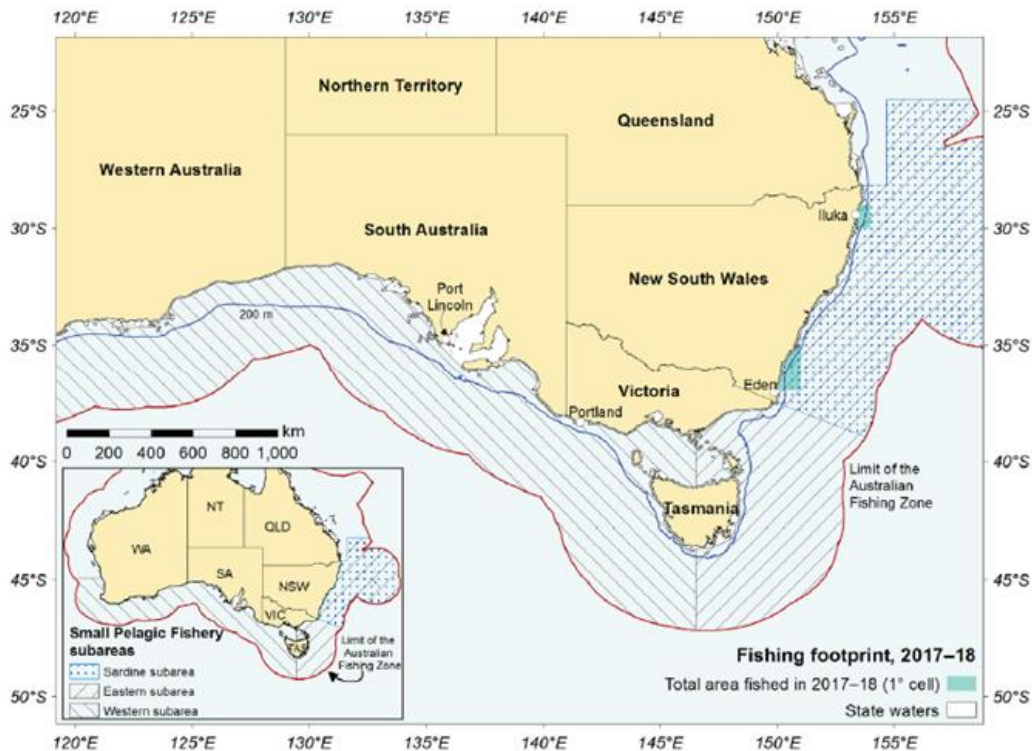 120°E 125°E 130°E 135°E 140°E 145°E 150°E 155°E
Northern Territory
25°S 25°S
Queensland
Western Australia
Iluka
30°S 30°S
South Australia
New South Wales
Port
Lincoln
200 m
35°S 35°S
Eden
Victoria
Portland
km
0 200 400 600 800 1,000
40°S 40°S
Limit of the
Australian
Fishing Zone
Tasmania
NT
QLD
WA
SA
45°S 45°S
NSW
VIC
TAS
Small Pelagic Fishery
subareas
Limit of the
Australian
Fishing Zone
Sardine subarea
Eastern subarea
Western subarea
Fishing footprint, 2017–18
Total area fished in 2017–18 (1° cell)
State waters
50°S 50°S
120°E 125°E 130°E 135°E 140°E 145°E 150°E 155°E